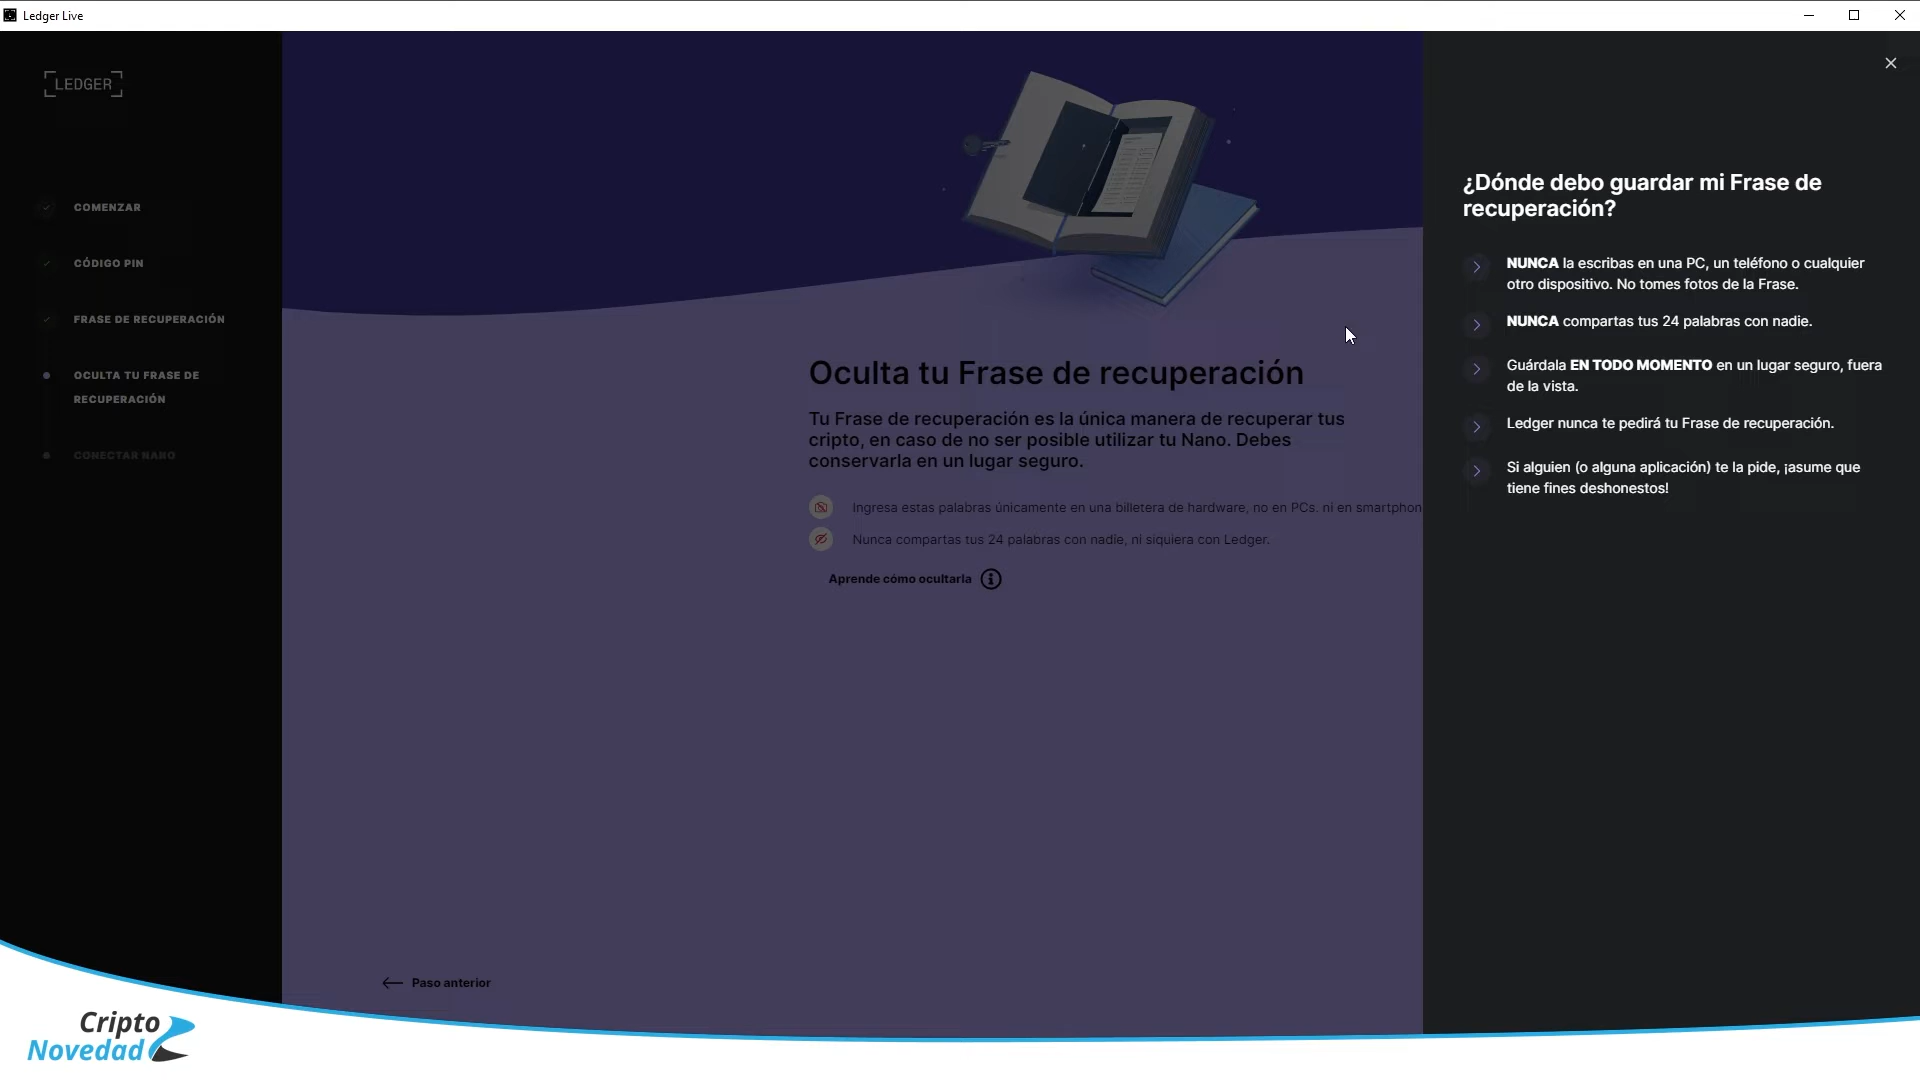 Ledger Live
LEDGER
COMENZAR
CÓDIGO PIN
FRASE DE RECUPERACIÓN
OCULTA TU FRASE DE
RECUPERACIÓN
CONECTAR NANO
Oculta tu Frase de recuperación
Tu Frase de recuperación es la única manera de recuperar tus
cripto, en caso de no ser posible utilizar tu Nano. Debes
conservarla en un lugar seguro.
Ingresa estas palabras únicamente en una billetera de hardware, no en PCs. ni en smartphon
Nunca compartas tus 24 palabras con nadie, ni siquiera con Ledger.
Aprende cómo ocultarla
Paso anterior
¿Dónde debo guardar mi Frase de
recuperación?
NUNCA la escribas en una PC, un teléfono o cualquier
otro dispositivo. No tomes fotos de la Frase.
NUNCA compartas tus 24 palabras con nadie.
Guárdala EN TODO MOMENTO en un lugar seguro, fuera
de la vista.
Ledger nunca te pedirá tu Frase de recuperación.
Si alguien (o alguna aplicación) te la pide, ¡asume que
tiene fines deshonestos!
Cripto
Novedad